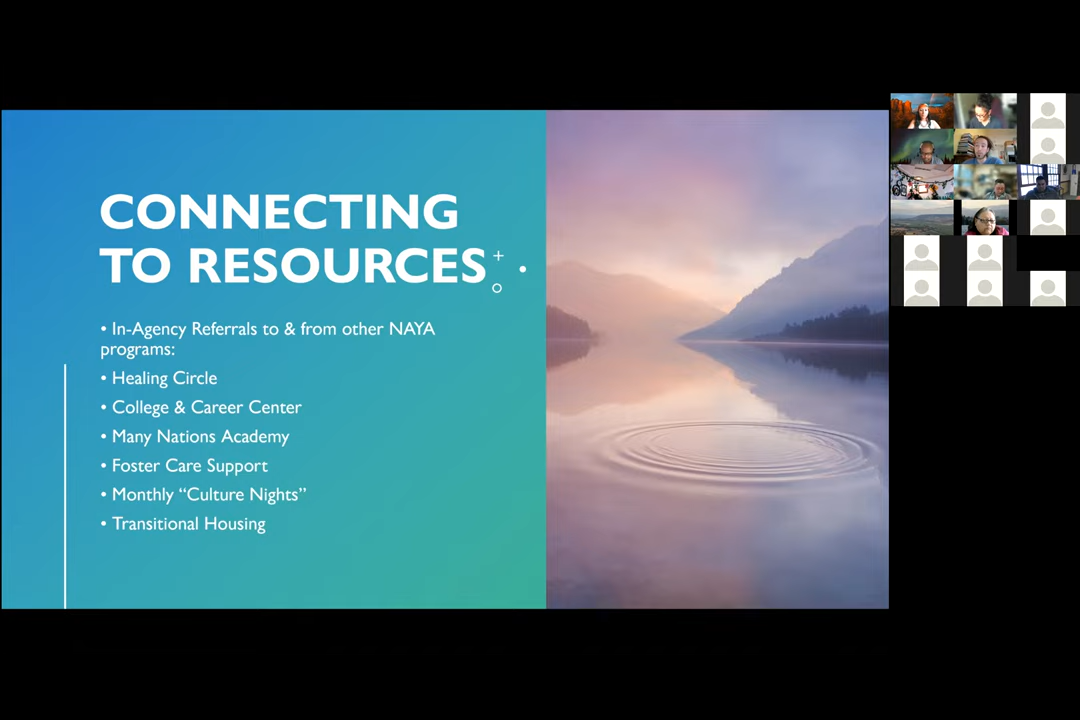 CONNECTING
TO RESOURCES
• In-Agency Referrals to & from other NAYA
programs:
• Healing Circle
• College & Career Center
• Many Nations Academy
• Foster Care Support
• Monthly “Culture Nights”
• Transitional Housing